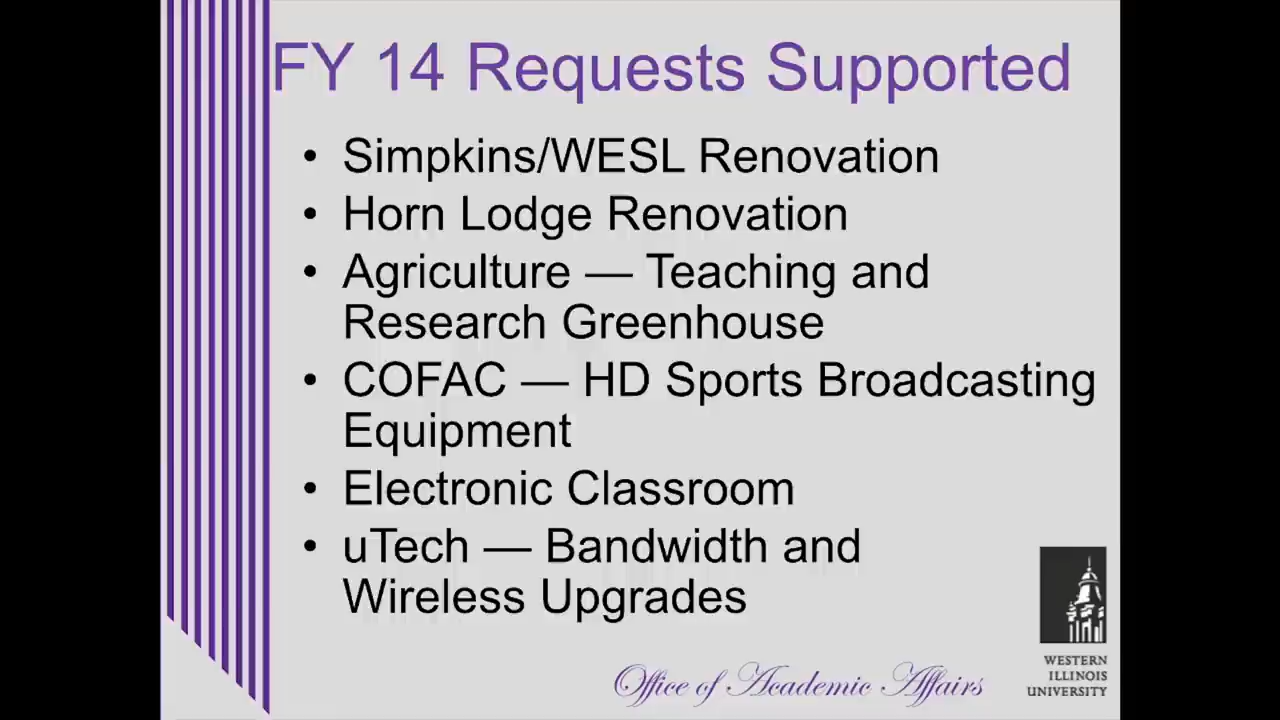 FY 14 Requests Supported
• Simpkins/WESL Renovation
• Horn Lodge Renovation
• Agriculture — Teaching and
Research Greenhouse
• COFAC — HD Sports Broadcasting
Equipment
• Electronic Classroom
• uTech — Bandwidth and
Wireless Upgrades
Office of Academic Affairs
WESTERN
ILLINOIS
UNIVERSITY